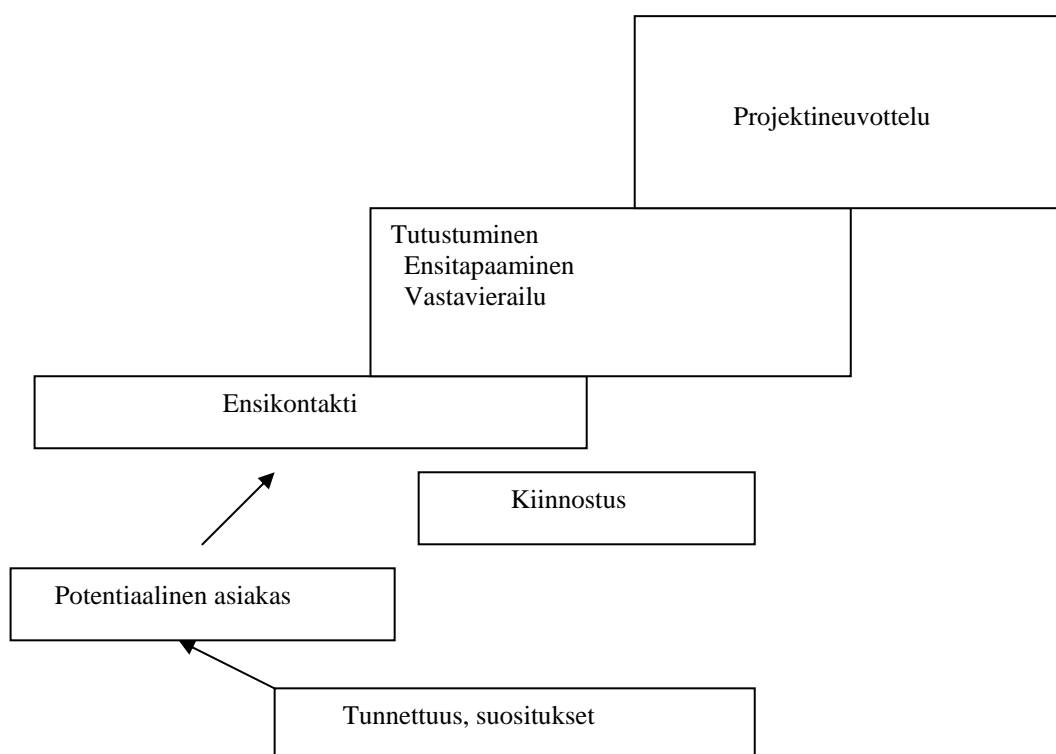 Projektineuvottelu
Tutustuminen
Ensitapaaminen
Vastavierailu
Ensikontakti
Kiinnostus
Potentiaalinen asiakas
Tunnettuus, suositukset